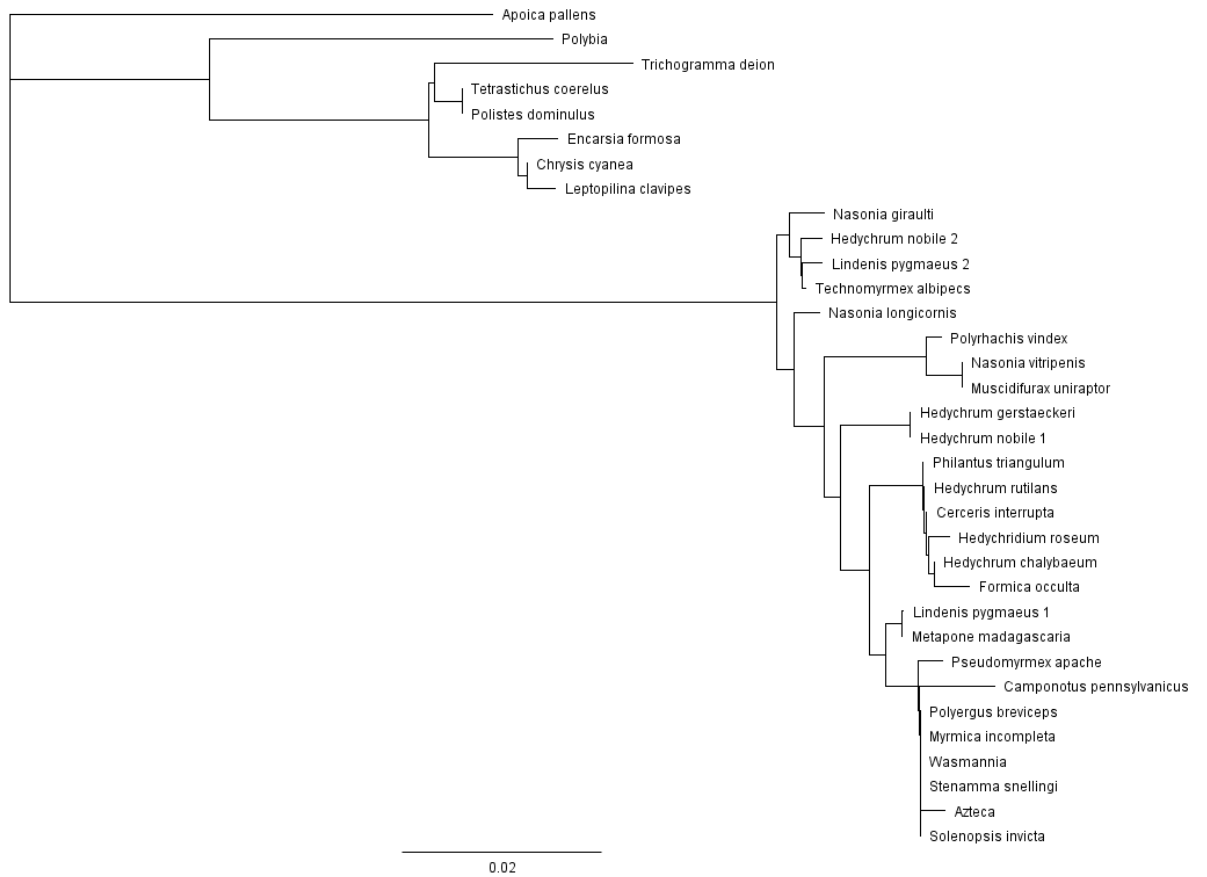 Apoica pallens
Polybia
Trichogramma deion
Tetrastichus coerelus
Polistes dominulus
Encarsia formosa
Chrysis cyanea
Leptopilina clavipes
Nasonia giraulti
Hedychrum nobile 2
Lindenis pygmaeus 2
Technomyrmex albipecs
Nasonia longicornis
Polyrhachis vindex
Nasonia vitripenis
Muscidifurax uniraptor
Hedychrum gerstaeckeri
Hedychrum nobile 1
Philantus triangulum
Hedychrum rutilans
Cerceris interrupta
Hedychridium roseum
Hedychrum chalybaeum
Formica occulta
Lindenis pygmaeus 1
Metapone madagascaria
Pseudomyrmex apache
Camponotus pennsylvanicus
Polyergus breviceps
Myrmica incompleta
Wasmannia
Stenamma snellingi
Azteca
Solenopsis invicta
0.02